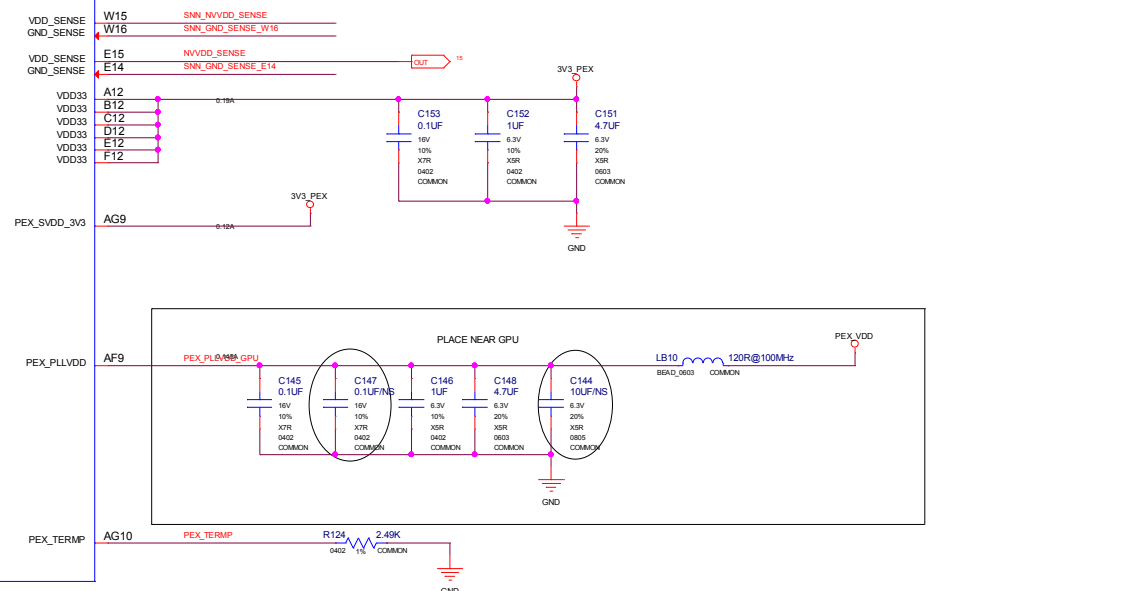 VDD_SENSE W15 SNN_NVVDD_SENSE
GND_SENSE W16 SNN_GND_SENSE_W16
VDD_SENSE E15 NVVDD_SENSE OUT 15
GND_SENSE E14 SNN_GND_SENSE_E14
3V3_PEX
VDD33 A12 0.19A
VDD33 B12
VDD33 C12
VDD33 D12
VDD33 E12
VDD33 F12
C153
0.1UF
16V
10%
X7R
0402
COMMON
C152
1UF
6.3V
10%
X5R
0402
COMMON
C151
4.7UF
6.3V
20%
X5R
0603
COMMON
GND
3V3_PEX
PEX_SVDD_3V3 AG9 0.12A
PLACE NEAR GPU
PEX_VDD
PEX_PLLVDD AF9 PEX_PLLVDD_GPU
LB10 120R@100MHz
BEAD_0603 COMMON
C145
0.1UF
16V
10%
X7R
0402
COMMON
C147
0.1UF/NS
16V
10%
X7R
0402
COMMON
C146
1UF
6.3V
10%
X5R
0402
COMMON
C148
4.7UF
6.3V
20%
X5R
0603
COMMON
C144
10UF/NS
6.3V
20%
X5R
0805
COMMON
GND
PEX_TERMP AG10 PEX_TERMP
R124 2.49K
0402 1% COMMON
GND